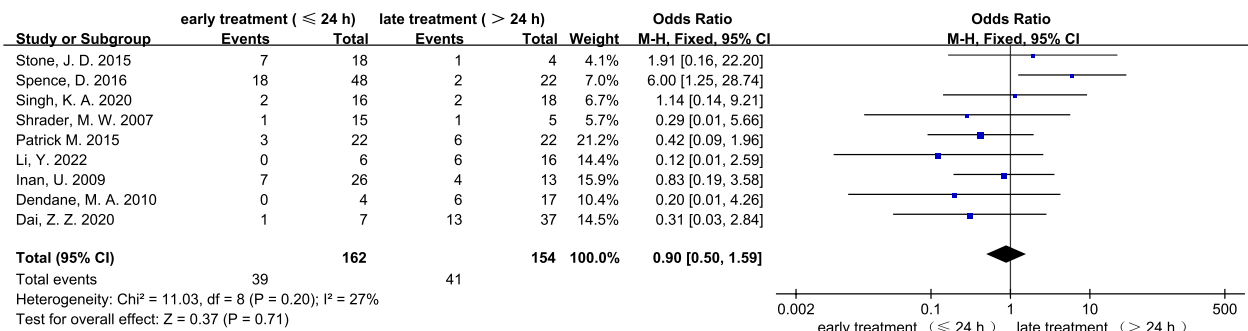 early treatment ( ≤ 24 h) late treatment ( > 24 h) Odds Ratio Odds Ratio
Study or Subgroup Events Total Events Total Weight M-H, Fixed, 95% CI M-H, Fixed, 95% CI
Stone, J. D. 2015 7 18 1 4 4.1% 1.91 [0.16, 22.20]
Spence, D. 2016 18 48 2 22 7.0% 6.00 [1.25, 28.74]
Singh, K. A. 2020 2 16 2 18 6.7% 1.14 [0.14, 9.21]
Shrader, M. W. 2007 1 15 1 5 5.7% 0.29 [0.01, 5.66]
Patrick M. 2015 3 22 6 22 21.2% 0.42 [0.09, 1.96]
Li, Y. 2022 0 6 6 16 14.4% 0.12 [0.01, 2.59]
Inan, U. 2009 7 26 4 13 15.9% 0.83 [0.19, 3.58]
Dendane, M. A. 2010 0 4 6 17 10.4% 0.20 [0.01, 4.26]
Dai, Z. Z. 2020 1 7 13 37 14.5% 0.31 [0.03, 2.84]
Total (95% CI) 162 154 100.0% 0.90 [0.50, 1.59]
Total events 39 41
Heterogeneity: Chi² = 11.03, df = 8 (P = 0.20); I² = 27%
Test for overall effect: Z = 0.37 (P = 0.71)
0.002 0.1 1 10 500
early treatment (≤ 24 h) late treatment (> 24 h)